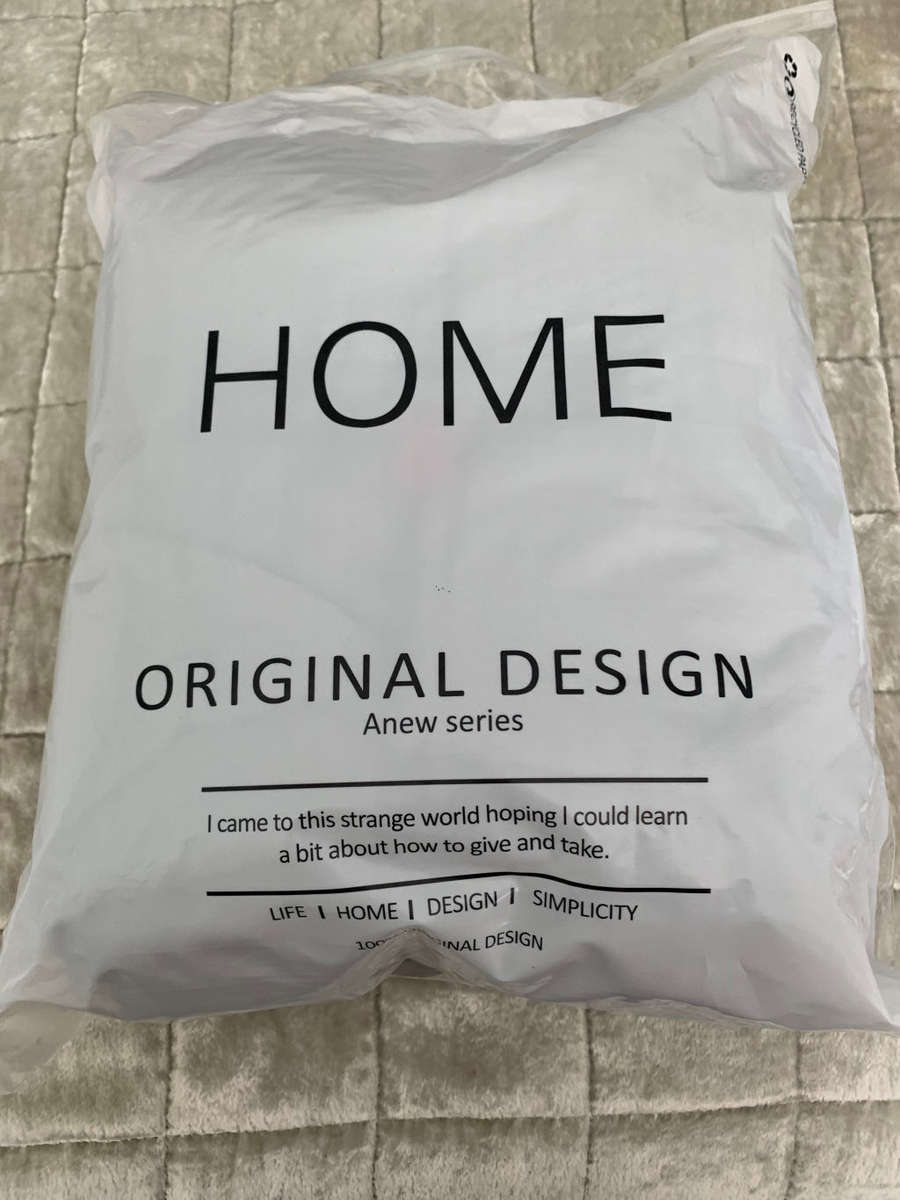 HOME
ORIGINAL DESIGN
Anew series
I came to this strange world hoping I could learn
a bit about how to give and take.
LIFE I HOME I DESIGN I SIMPLICITY
DESIGN